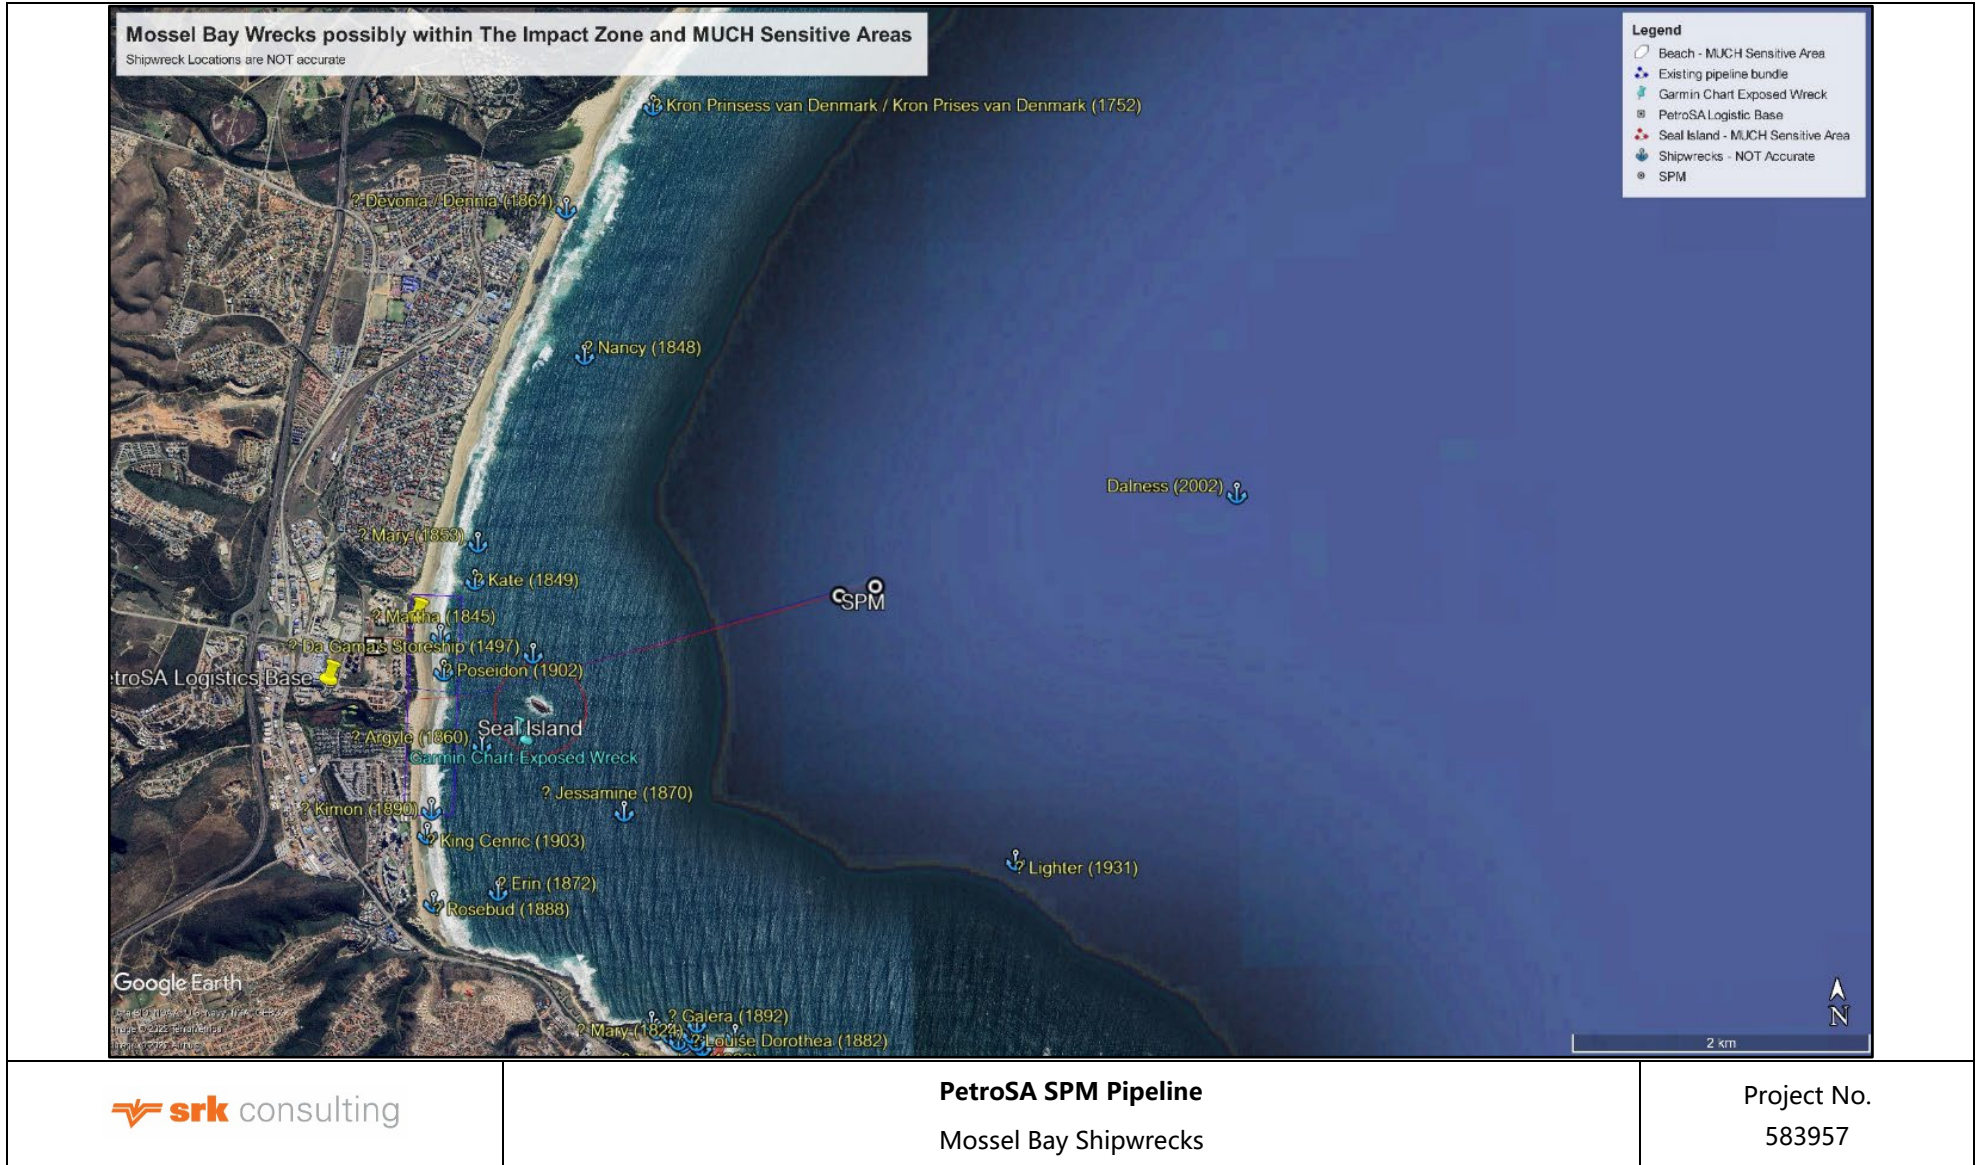 Mossel Bay Wrecks possibly within The Impact Zone and MUCH Sensitive Areas
Shipwreck Locations are NOT accurate
Legend
Beach - MUCH Sensitive Area
Existing pipeline bundle
Garmin Chart Exposed Wreck
PetroSA Logistic Base
Seal Island - MUCH Sensitive Area
Shipwrecks - NOT Accurate
SPM
? Kron Prinsess van Denmark / Kron Prises van Denmark (1752)
? Devonia / Dennia (1864)
? Nancy (1848)
Dalness (2002)
? Mary (1853)
? Kate (1849)
SPM
? Martha (1845)
? Da Gama's Storeship (1497)
? Poseidon (1902)
troSA Logistics Base
Seal Island
? Argyle (1860)
Garmin Chart Exposed Wreck
? Jessamine (1870)
? Kimon (1890)
? King Cenric (1903)
? Lighter (1931)
? Erin (1872)
? Rosebud (1888)
Google Earth
? Galera (1892)
? Mary (1824)
? Louise Dorothea (1882)
N
2 km
srk consulting
PetroSA SPM Pipeline
Mossel Bay Shipwrecks
Project No.
583957